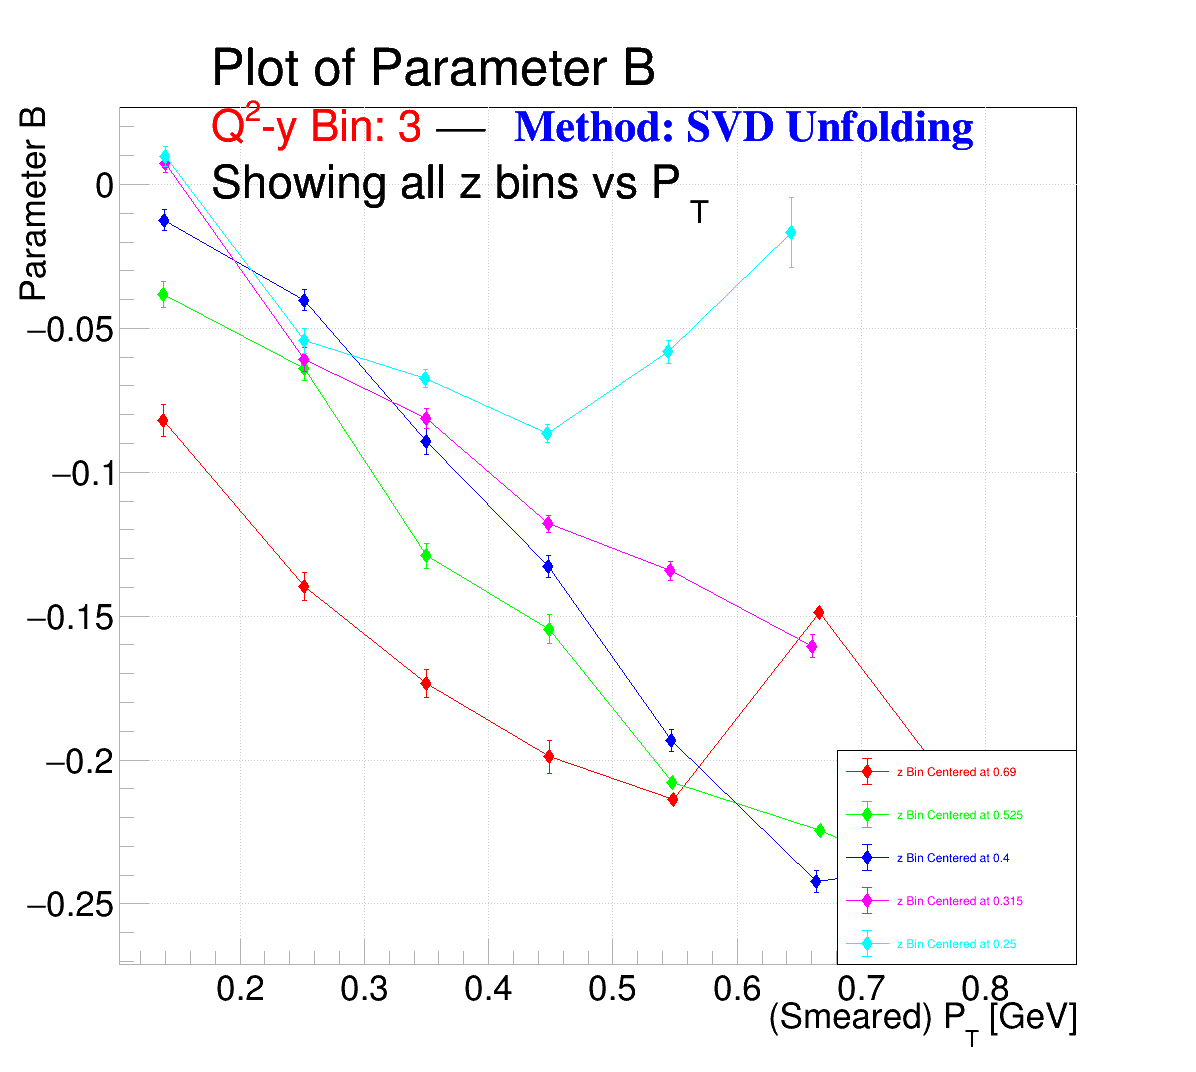 Plot of Parameter B
Q²-y Bin: 3 — Method: SVD Unfolding
Showing all z bins vs P_T
Parameter B
0
−0.05
−0.1
−0.15
−0.2
−0.25
z Bin Centered at 0.69
z Bin Centered at 0.525
z Bin Centered at 0.4
z Bin Centered at 0.315
z Bin Centered at 0.25
0.2 0.3 0.4 0.5 0.6 0.7 0.8
(Smeared) P_T [GeV]